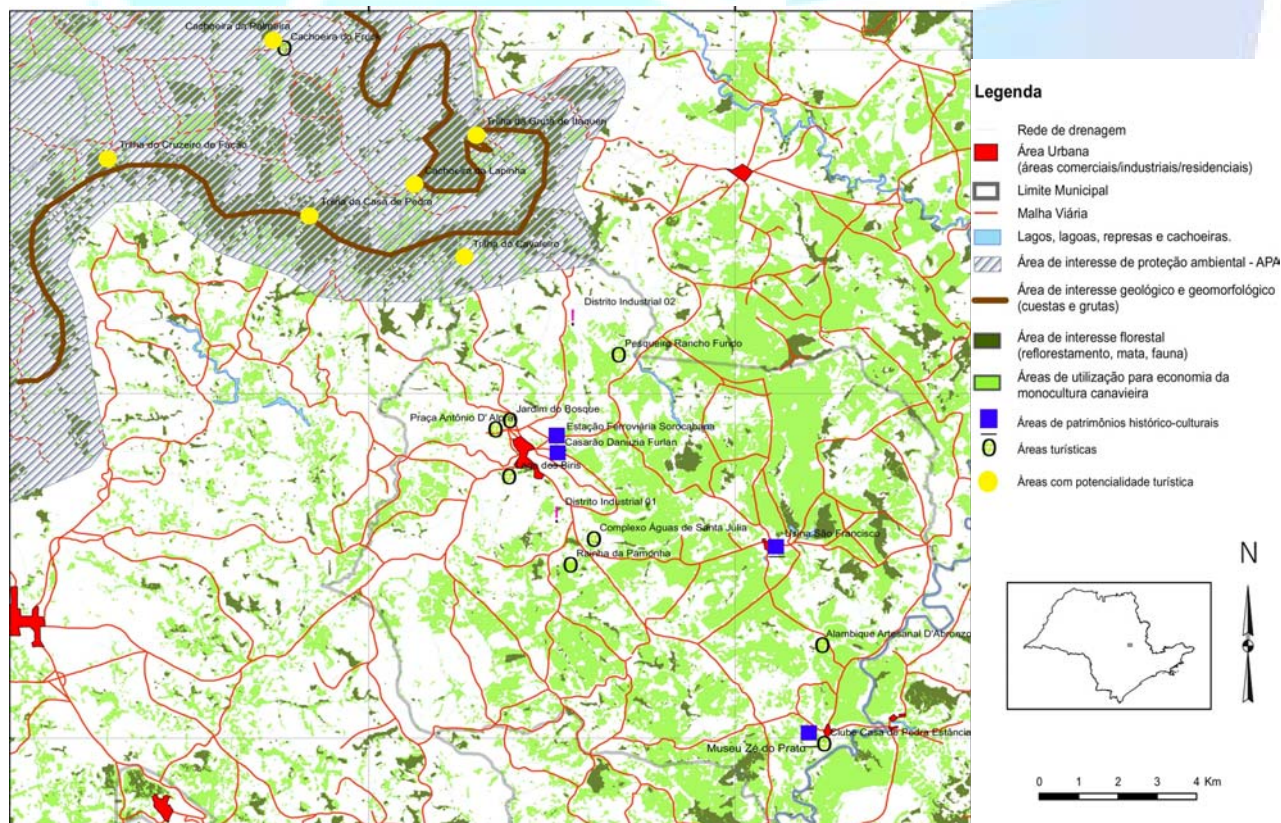 Cachoeira da Palmeira
Cachoeira do Froes
Trilha da Gruta de Itaqueri
Trilha do Cruzeiro do Facão
Cachoeira do Lapinha
Trilha da Casa de Pedra
Trilha do Cavaleiro
Distrito Industrial 02
Pesqueiro Rancho Fundo
Jardim do Bosque
Praça Antônio D'
Estação Ferroviária Sorocabana
Casarão Danuzia Furlan
dos Biris
Distrito Industrial 01
Complexo Águas de Santa Júlia
Rainha da Pamonha
Usina São Francisco
Alambique Artesanal D'Abronzo
Clube Casa de Pedra Estância
Museu Zé do Prato
Legenda
Rede de drenagem
Área Urbana
(áreas comerciais/industriais/residenciais)
Limite Municipal
Malha Viária
Lagos, lagoas, represas e cachoeiras.
Área de interesse de proteção ambiental - APA
Área de interesse geológico e geomorfológico
(cuestas e grutas)
Área de interesse florestal
(reflorestamento, mata, fauna)
Áreas de utilização para economia da
monocultura canavieira
Áreas de patrimônios histórico-culturais
Áreas turísticas
Áreas com potencialidade turística
N
0 1 2 3 4 Km